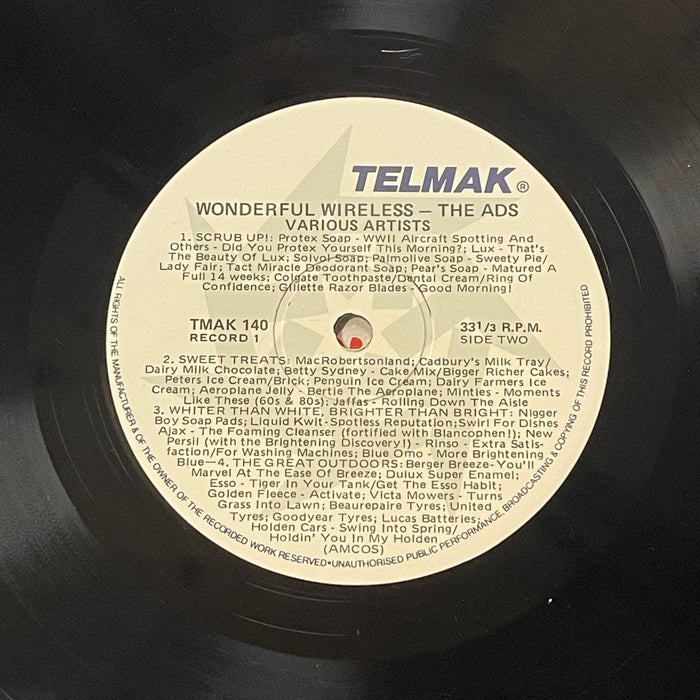 TELMAK®
WONDERFUL WIRELESS — THE ADS
VARIOUS ARTISTS
1. SCRUB UP!: Protex Soap - WWII Aircraft Spotting And
Others - Did You Protex Yourself This Morning?; Lux - That's
The Beauty Of Lux; Solvol Soap; Palmolive Soap - Sweety Pie/
Lady Fair; Tact Miracle Deodorant Soap; Pear's Soap - Matured A
Full 14 weeks; Colgate Toothpaste/Dental Cream/Ring Of
Confidence; Gillette Razor Blades - Good Morning!
TMAK 140
RECORD 1
33 1/3 R.P.M.
SIDE TWO
2. SWEET TREATS: MacRobertsonland; Cadbury's Milk Tray/
Dairy Milk Chocolate; Betty Sydney - Cake Mix/Bigger Richer Cakes;
Peters Ice Cream/Brick; Penguin Ice Cream; Dairy Farmers Ice
Cream; Aeroplane Jelly - Bertie The Aeroplane; Minties - Moments
Like These (60s & 80s); Jaffas - Rolling Down The Aisle
3. WHITER THAN WHITE, BRIGHTER THAN BRIGHT: Nigger
Boy Soap Pads; Liquid Kwit-Spotless Reputation;Swirl For Dishes
Ajax - The Foaming Cleanser (fortified with Blancophen!); New
Persil (with the Brightening Discovery!) - Rinso - Extra Satis-
faction/For Washing Machines; Blue Omo - More Brightening
Blue—4. THE GREAT OUTDOORS: Berger Breeze-You'll
Marvel At The Ease Of Breeze; Dulux Super Enamel;
Esso - Tiger In Your Tank/Get The Esso Habit;
Golden Fleece - Activate; Victa Mowers - Turns
Grass Into Lawn; Beaurepaire Tyres; United
Tyres; Goodyear Tyres; Lucas Batteries;
Holden Cars - Swing Into Spring/
Holdin' You In My Holden
(AMCOS)
ALL RIGHTS OF THE MANUFACTURER & OF THE OWNER OF THE RECORDED WORK RESERVED•UNAUTHORISED PUBLIC PERFORMANCE, BROADCASTING & COPYING OF THIS RECORD PROHIBITED